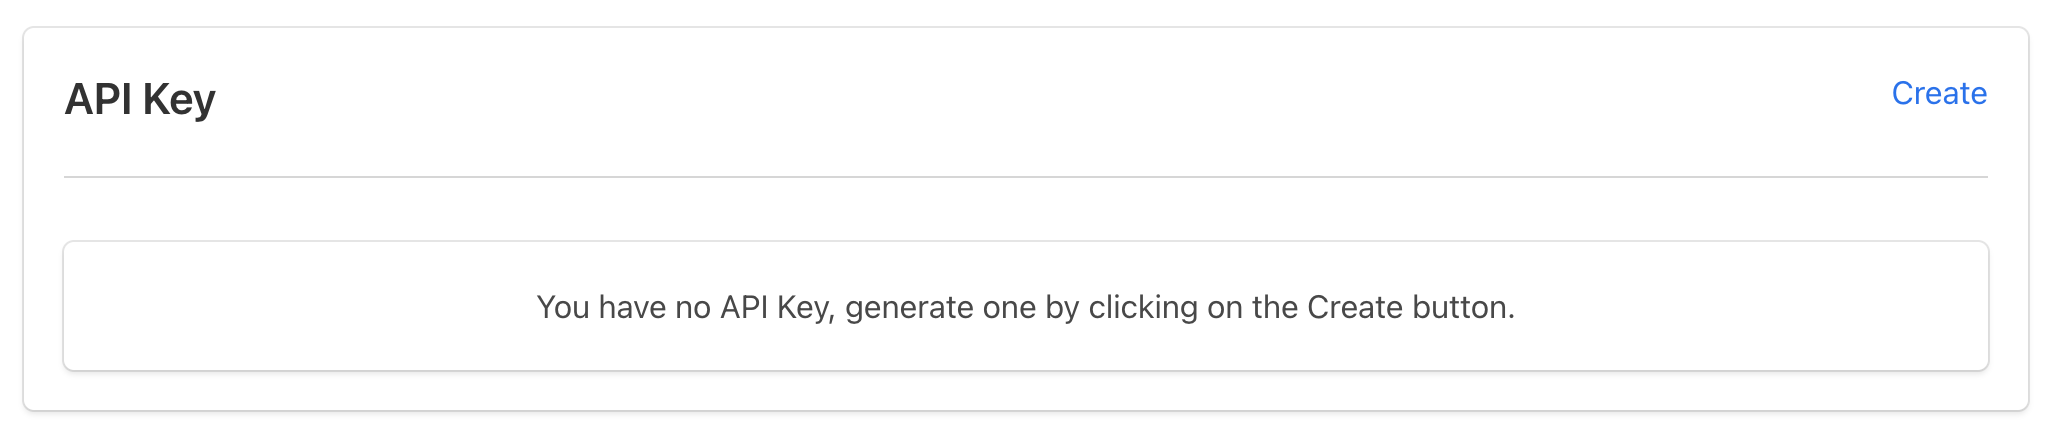 API Key
Create
You have no API Key, generate one by clicking on the Create button.